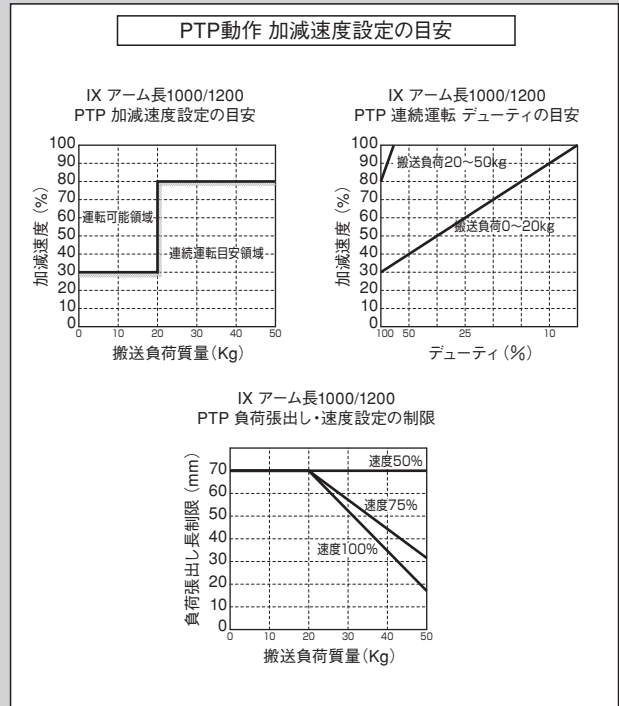 PTP動作 加減速度設定の目安
IX アーム長1000/1200
PTP 加減速度設定の目安
加減速度(%)
100
90
80
70
60
50
40
30
20
10
0
運転可能領域
連続運転目安領域
0 10 20 30 40 50
搬送負荷質量(Kg)
IX アーム長1000/1200
PTP 連続運転 デューティの目安
加減速度(%)
100
90
80
70
60
50
40
30
20
10
0
搬送負荷20~50kg
搬送負荷0~20kg
100 50 25 10
デューティ(%)
IX アーム長1000/1200
PTP 負荷張出し・速度設定の制限
負荷張出し長制限(mm)
70
60
50
40
30
20
10
0
速度50%
速度75%
速度100%
0 10 20 30 40 50
搬送負荷質量(Kg)